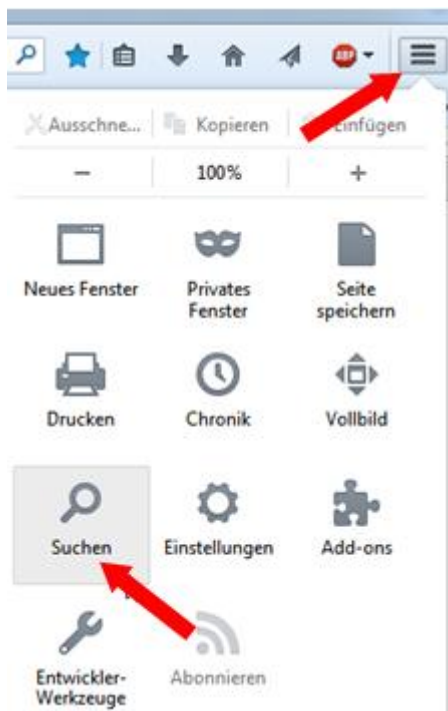 ABP
Ausschne... Kopieren Einfügen
− 100% +
Neues Fenster Privates Fenster Seite speichern
Drucken Chronik Vollbild
Suchen Einstellungen Add-ons
Entwickler-Werkzeuge Abonnieren